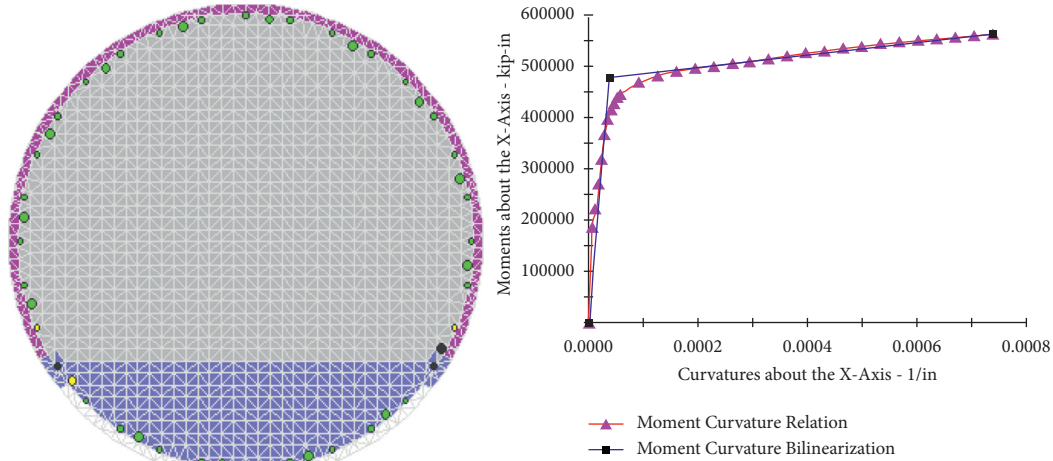 600000
500000
400000
300000
200000
100000
Moments about the X-Axis - kip-in
0.0000 0.0002 0.0004 0.0006 0.0008
Curvatures about the X-Axis - 1/in
Moment Curvature Relation
Moment Curvature Bilinearization